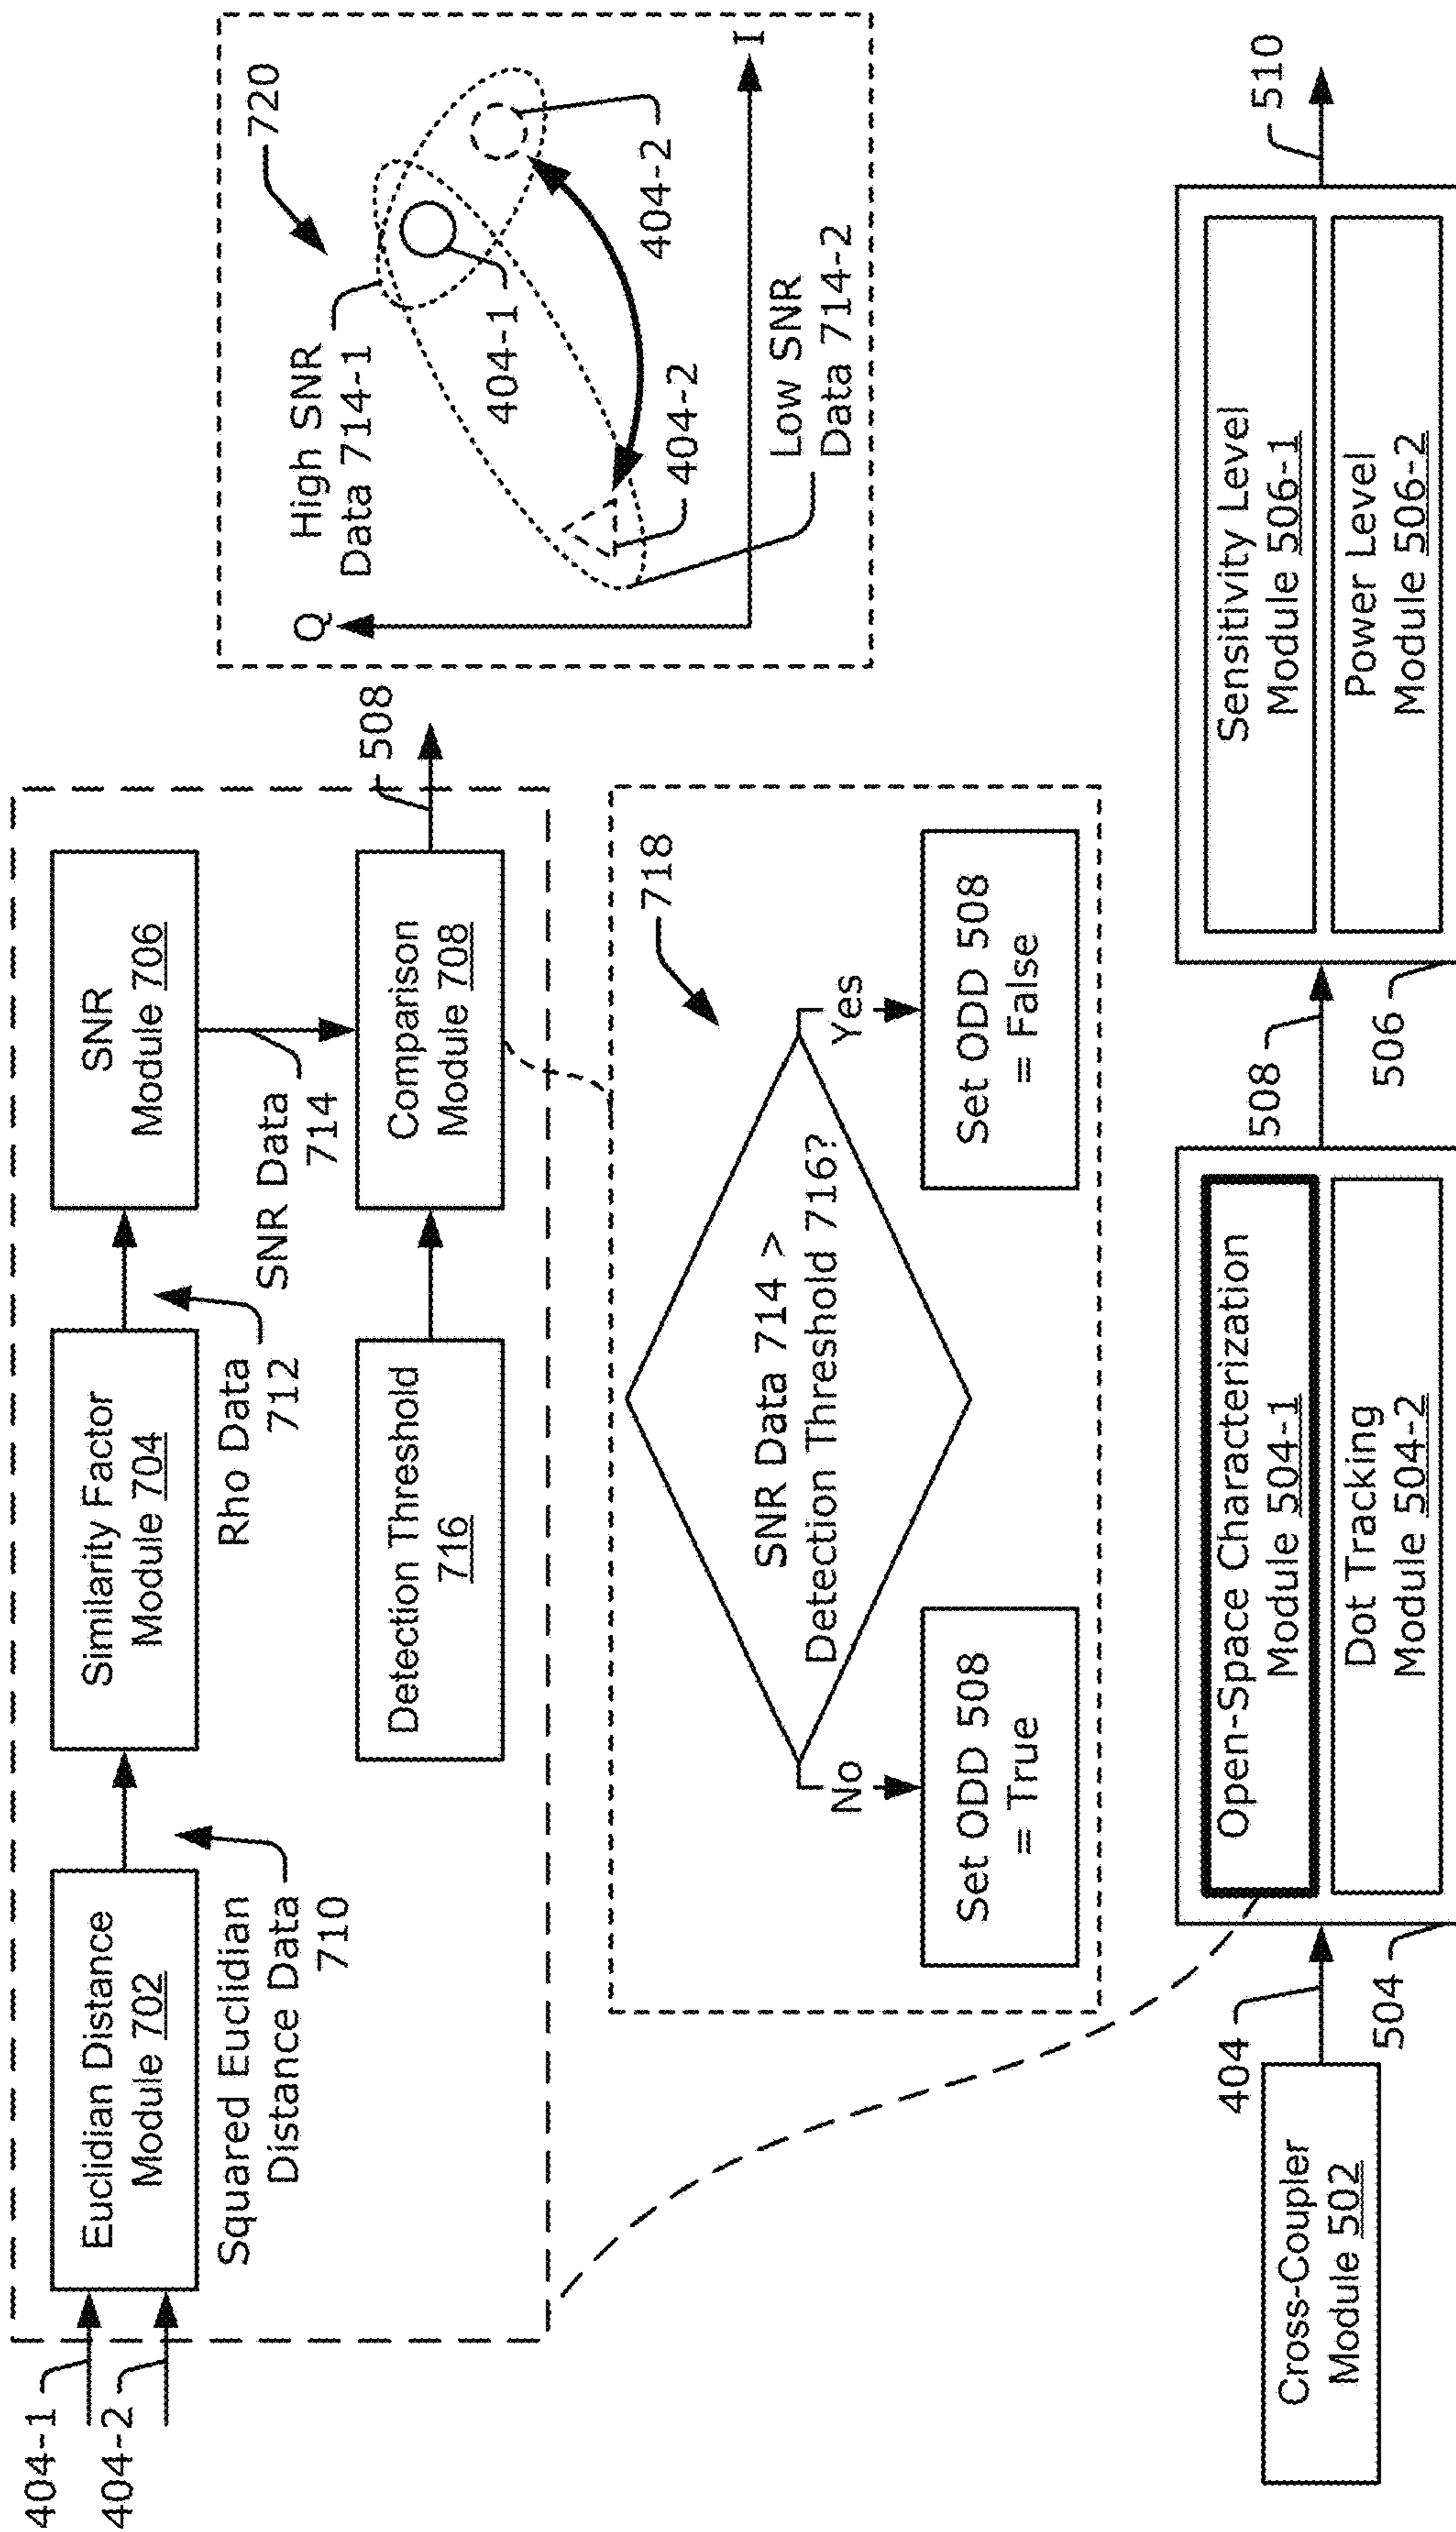 404-1
404-2
Euclidian Distance
Module 702
Squared Euclidian
Distance Data
710
Similarity Factor
Module 704
Rho Data
712
SNR
Module 706
SNR Data
714
Detection Threshold
716
Comparison
Module 708
508
718
SNR Data 714 >
Detection Threshold 716?
No
Yes
Set ODD 508
= True
Set ODD 508
= False
720
Q
I
High SNR
Data 714-1
404-1
404-2
404-2
Low SNR
Data 714-2
Cross-Coupler
Module 502
404
Open-Space Characterization
Module 504-1
Dot Tracking
Module 504-2
504
508
Sensitivity Level
Module 506-1
Power Level
Module 506-2
506
510